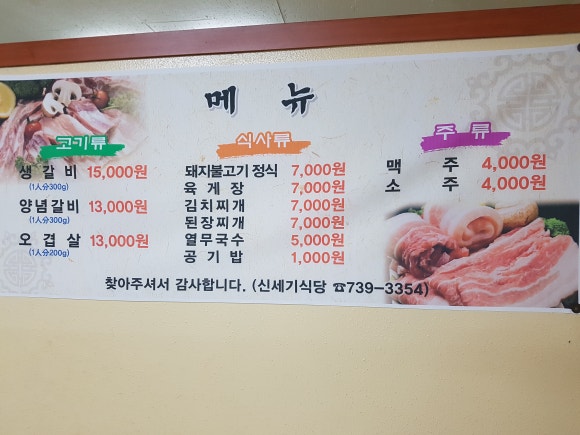 메 뉴
고기류
생 갈 비 15,000원
(1人分300g)
양념갈비 13,000원
(1人分300g)
오 겹 살 13,000원
(1人分200g)
식사류
돼지불고기 정식 7,000원
육 게 장 7,000원
김치찌개 7,000원
된장찌개 7,000원
열무국수 5,000원
공 기 밥 1,000원
주 류
맥 주 4,000원
소 주 4,000원
찾아주셔서 감사합니다. (신세기식당 ☎739-3354)